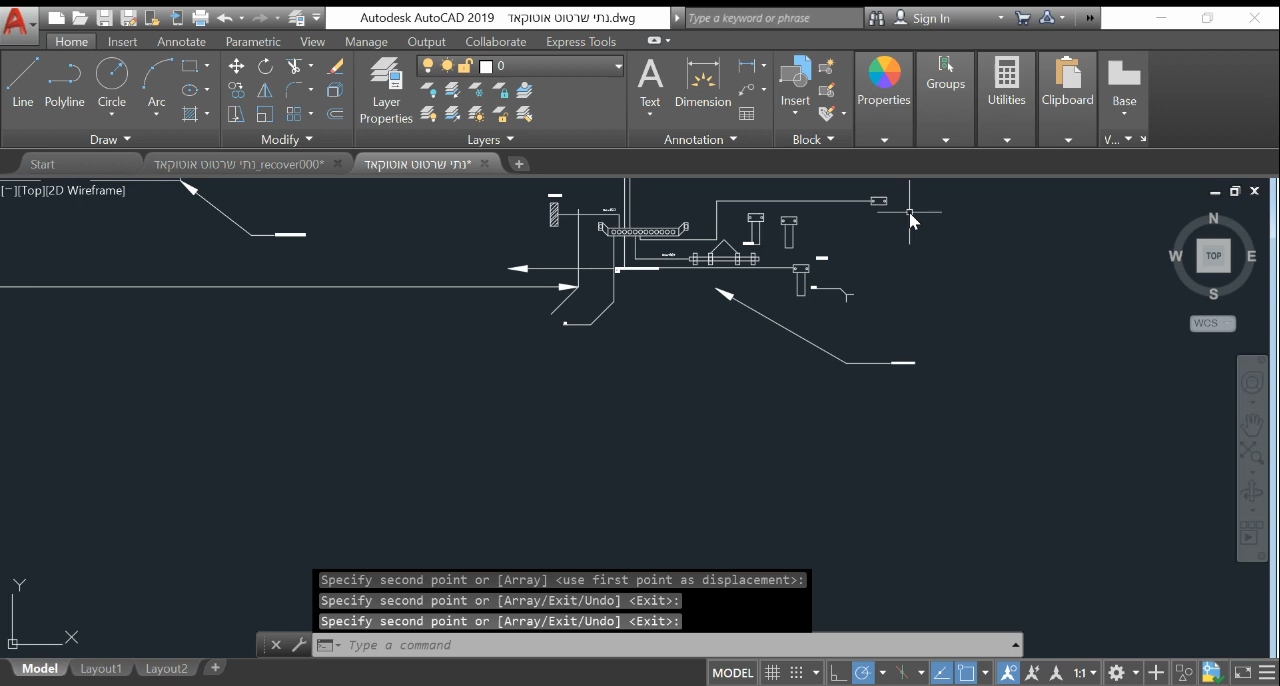 Autodesk AutoCAD 2019 נתי שרטוט אוטוקאד.dwg
Type a keyword or phrase
Sign In
Home Insert Annotate Parametric View Manage Output Collaborate Express Tools
0
Line Polyline Circle Arc
Layer
Properties
Text Dimension
Insert
Properties
Groups
Utilities
Clipboard
Base
Draw Modify Layers Annotation Block V...
Start
נתי שרטוט אוטוקאד_recover000*
נתי שרטוט אוטוקאד*
[−][Top][2D Wireframe]
N
W TOP E
S
WCS
Y
X
Specify second point or [Array] <use first point as displacement>:
Specify second point or [Array/Exit/Undo] <Exit>:
Specify second point or [Array/Exit/Undo] <Exit>:
Type a command
Model Layout1 Layout2 +
MODEL
1:1